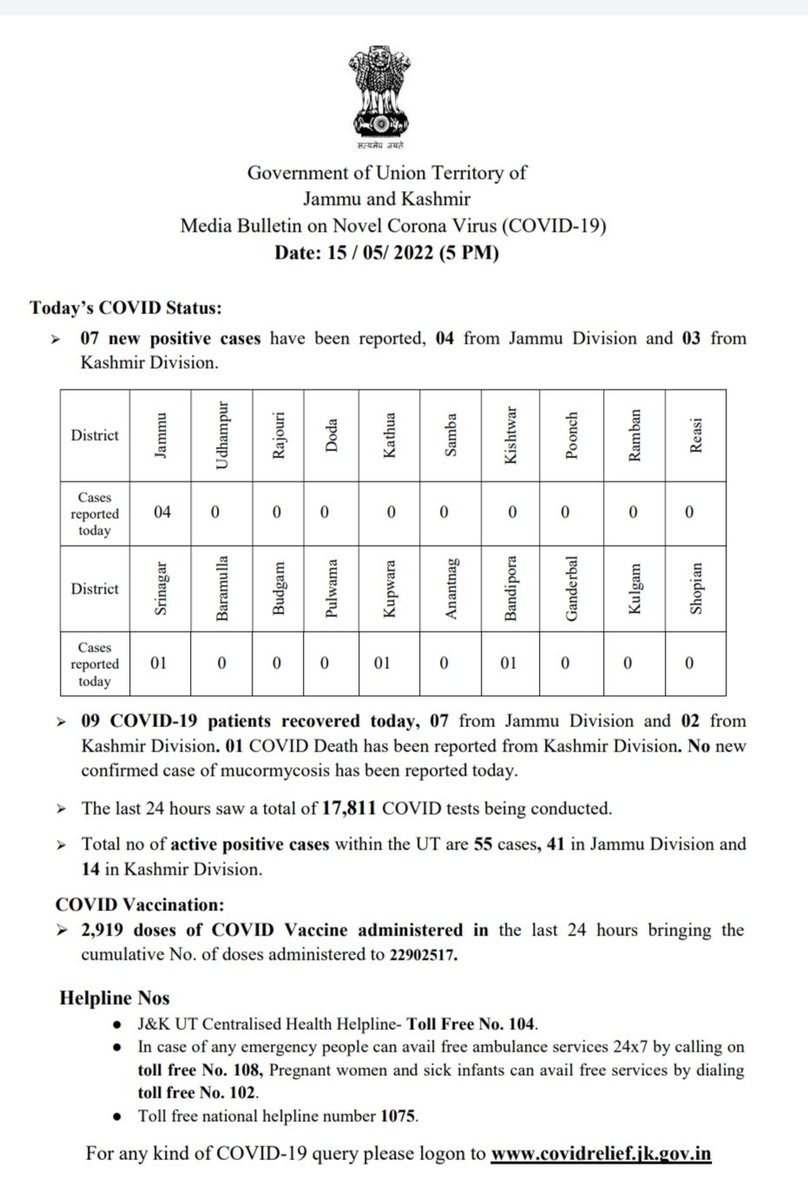 सत्यमेव जयते
Government of Union Territory of
Jammu and Kashmir
Media Bulletin on Novel Corona Virus (COVID-19)
Date: 15 / 05/ 2022 (5 PM)
Today’s COVID Status:
➢ 07 new positive cases have been reported, 04 from Jammu Division and 03 from
Kashmir Division.
District Jammu Udhampur Rajouri Doda Kathua Samba Kishtwar Poonch Ramban Reasi
Cases
reported
today
04 0 0 0 0 0 0 0 0 0
District Srinagar Baramulla Budgam Pulwama Kupwara Anantnag Bandipora Ganderbal Kulgam Shopian
Cases
reported
today
01 0 0 0 01 0 01 0 0 0
➢ 09 COVID-19 patients recovered today, 07 from Jammu Division and 02 from
Kashmir Division. 01 COVID Death has been reported from Kashmir Division. No new
confirmed case of mucormycosis has been reported today.
➢ The last 24 hours saw a total of 17,811 COVID tests being conducted.
➢ Total no of active positive cases within the UT are 55 cases, 41 in Jammu Division and
14 in Kashmir Division.
COVID Vaccination:
➢ 2,919 doses of COVID Vaccine administered in the last 24 hours bringing the
cumulative No. of doses administered to 22902517.
Helpline Nos
● J&K UT Centralised Health Helpline- Toll Free No. 104.
● In case of any emergency people can avail free ambulance services 24x7 by calling on
toll free No. 108, Pregnant women and sick infants can avail free services by dialing
toll free No. 102.
● Toll free national helpline number 1075.
For any kind of COVID-19 query please logon to www.covidrelief.jk.gov.in